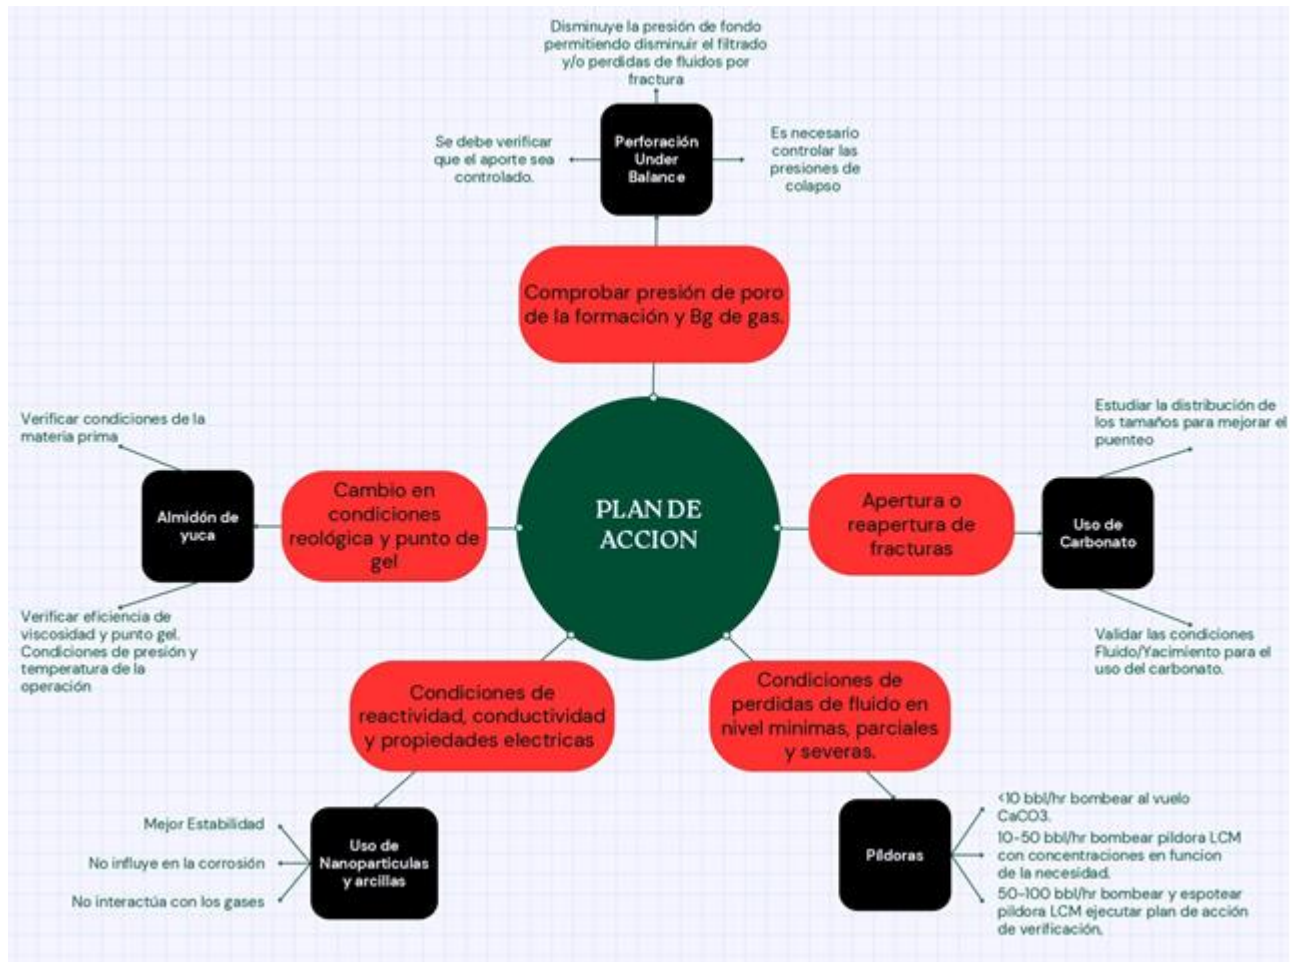 Disminuye la presión de fondo
permitiendo disminuir el filtrado
y/o perdidas de fluidos por
fractura
Se debe verificar
que el aporte sea
controlado.
Perforación
Under
Balance
Es necesario
controlar las
presiones de
colapso
Comprobar presión de poro
de la formación y Bg de gas.
PLAN DE
ACCION
Verificar condiciones de la
materia prima
Almidón de
yuca
Cambio en
condiciones
reológica y punto de
gel
Verificar eficiencia de
viscosidad y punto gel.
Condiciones de presión y
temperatura de la
operación
Apertura o
reapertura de
fracturas
Uso de
Carbonato
Estudiar la distribución de
los tamaños para mejorar el
puenteo
Validar las condiciones
Fluido/Yacimiento para el
uso del carbonato.
Condiciones de
reactividad, conductividad
y propiedades electricas
Uso de
Nanoparticulas
y arcillas
Mejor Estabilidad
No influye en la corrosión
No interactúa con los gases
Condiciones de
perdidas de fluido en
nivel minimas, parciales
y severas.
Píldoras
<10 bbl/hr bombear al vuelo
CaCO3.
10-50 bbl/hr bombear pildora LCM
con concentraciones en funcion
de la necesidad.
50-100 bbl/hr bombear y espotear
pildora LCM ejecutar plan de acción
de verificación.